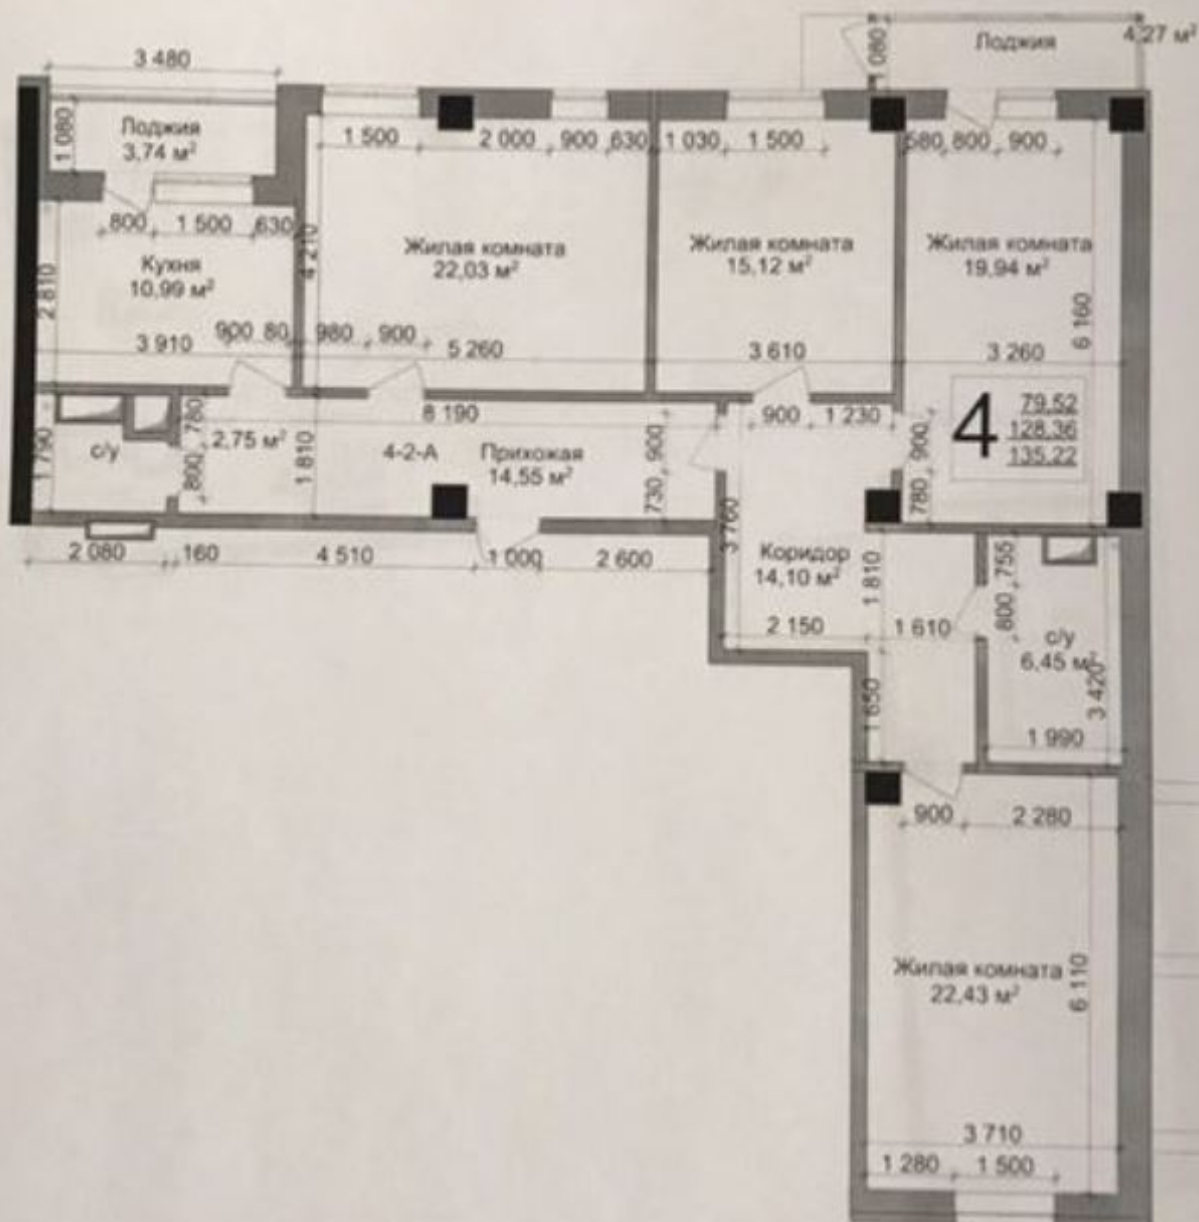 3 480
Лоджия
3,74 м²
1 080
800
1 500
630
Кухня
10,99 м²
2 810
3 910
900
80
4 210
1 500
2 000
900
630
Жилая комната
22,03 м²
980
900
5 260
1 030
1 500
Жилая комната
15,12 м²
3 610
Лоджия
4,27 м²
1 080
580
800
900
Жилая комната
19,94 м²
6 160
3 260
4
79,52
128,36
135,22
1 790
с/у
780
800
2,75 м²
1 810
8 190
4-2-А
Прихожая
14,55 м²
900
730
900
1 230
900
780
2 080
160
4 510
1 000
2 600
3 760
Коридор
14,10 м²
2 150
1 810
1 610
1 650
755
800
с/у
6,45 м²
3 420
1 990
900
2 280
Жилая комната
22,43 м²
6 110
3 710
1 280
1 500